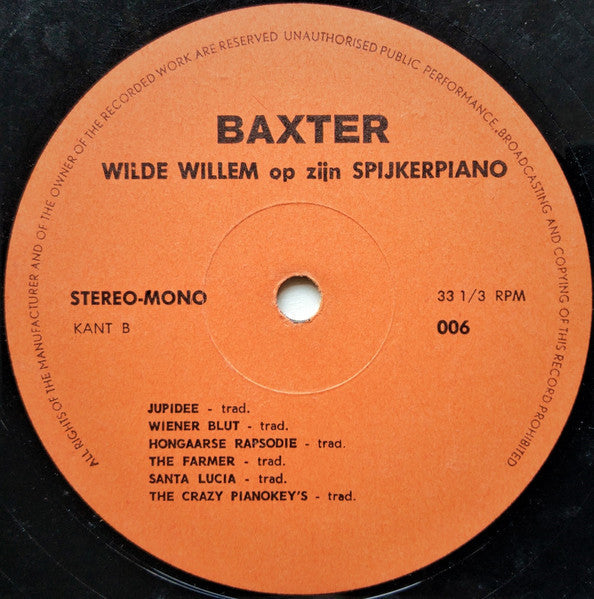 ALL RIGHTS OF THE MANUFACTURER AND OF THE OWNER OF THE RECORDED WORK ARE RESERVED UNAUTHORISED PUBLIC PERFORMANCE, BROADCASTING AND COPYING OF THIS RECORD PROHIBITED
BAXTER
WILDE WILLEM op zijn SPIJKERPIANO
STEREO-MONO 33 1/3 RPM
KANT B 006
JUPIDEE - trad.
WIENER BLUT - trad.
HONGAARSE RAPSODIE - trad.
THE FARMER - trad.
SANTA LUCIA - trad.
THE CRAZY PIANOKEY'S - trad.